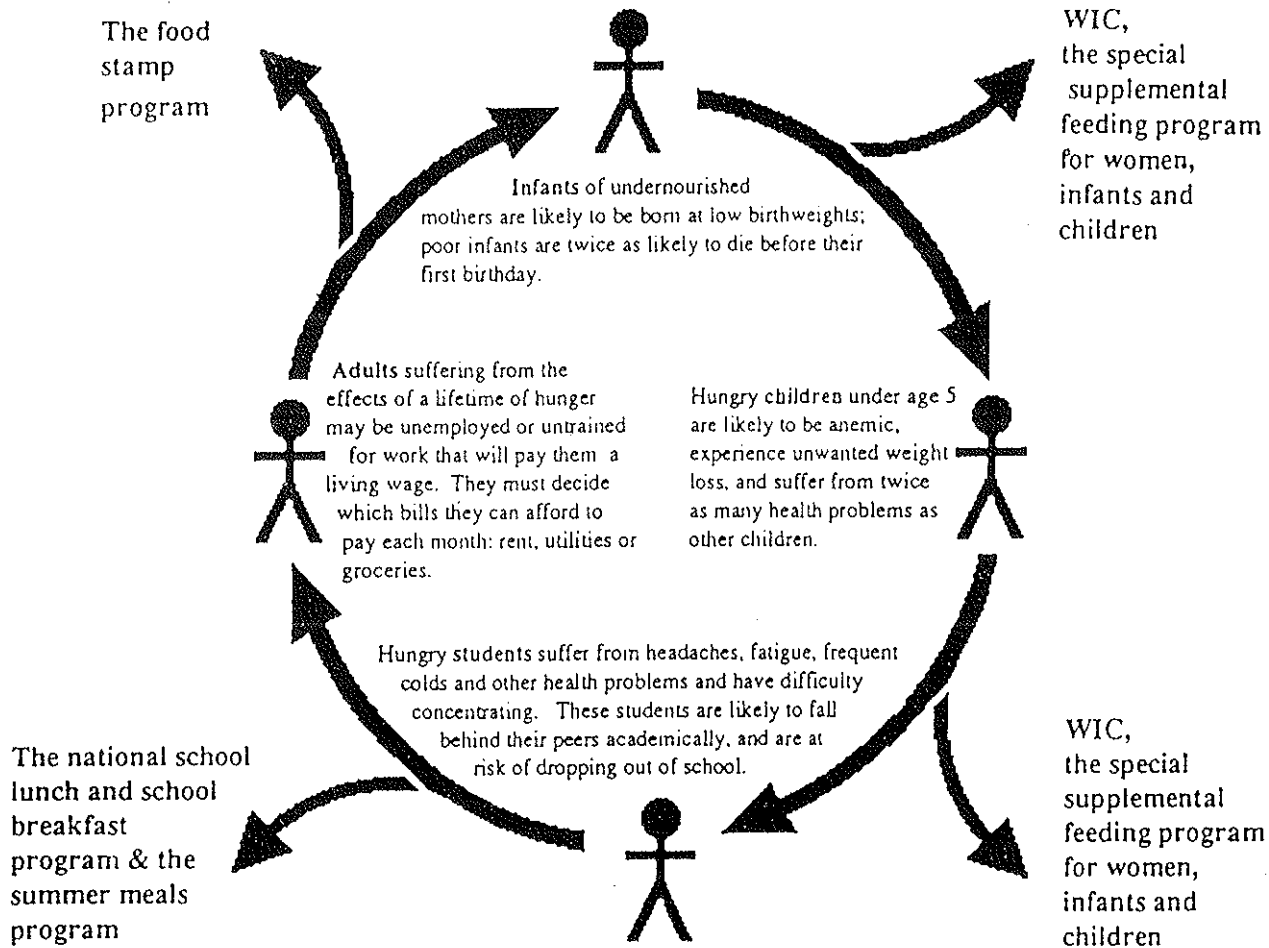 The food
stamp
program
WIC,
the special
supplemental
feeding program
for women,
infants and
children
Infants of undernourished
mothers are likely to be born at low birthweights;
poor infants are twice as likely to die before their
first birthday.
Adults suffering from the
effects of a lifetime of hunger
may be unemployed or untrained
for work that will pay them a
living wage. They must decide
which bills they can afford to
pay each month: rent, utilities or
groceries.
Hungry children under age 5
are likely to be anemic,
experience unwanted weight
loss, and suffer from twice
as many health problems as
other children.
Hungry students suffer from headaches, fatigue, frequent
colds and other health problems and have difficulty
concentrating. These students are likely to fall
behind their peers academically, and are at
risk of dropping out of school.
The national school
lunch and school
breakfast
program & the
summer meals
program
WIC,
the special
supplemental
feeding program
for women,
infants and
children